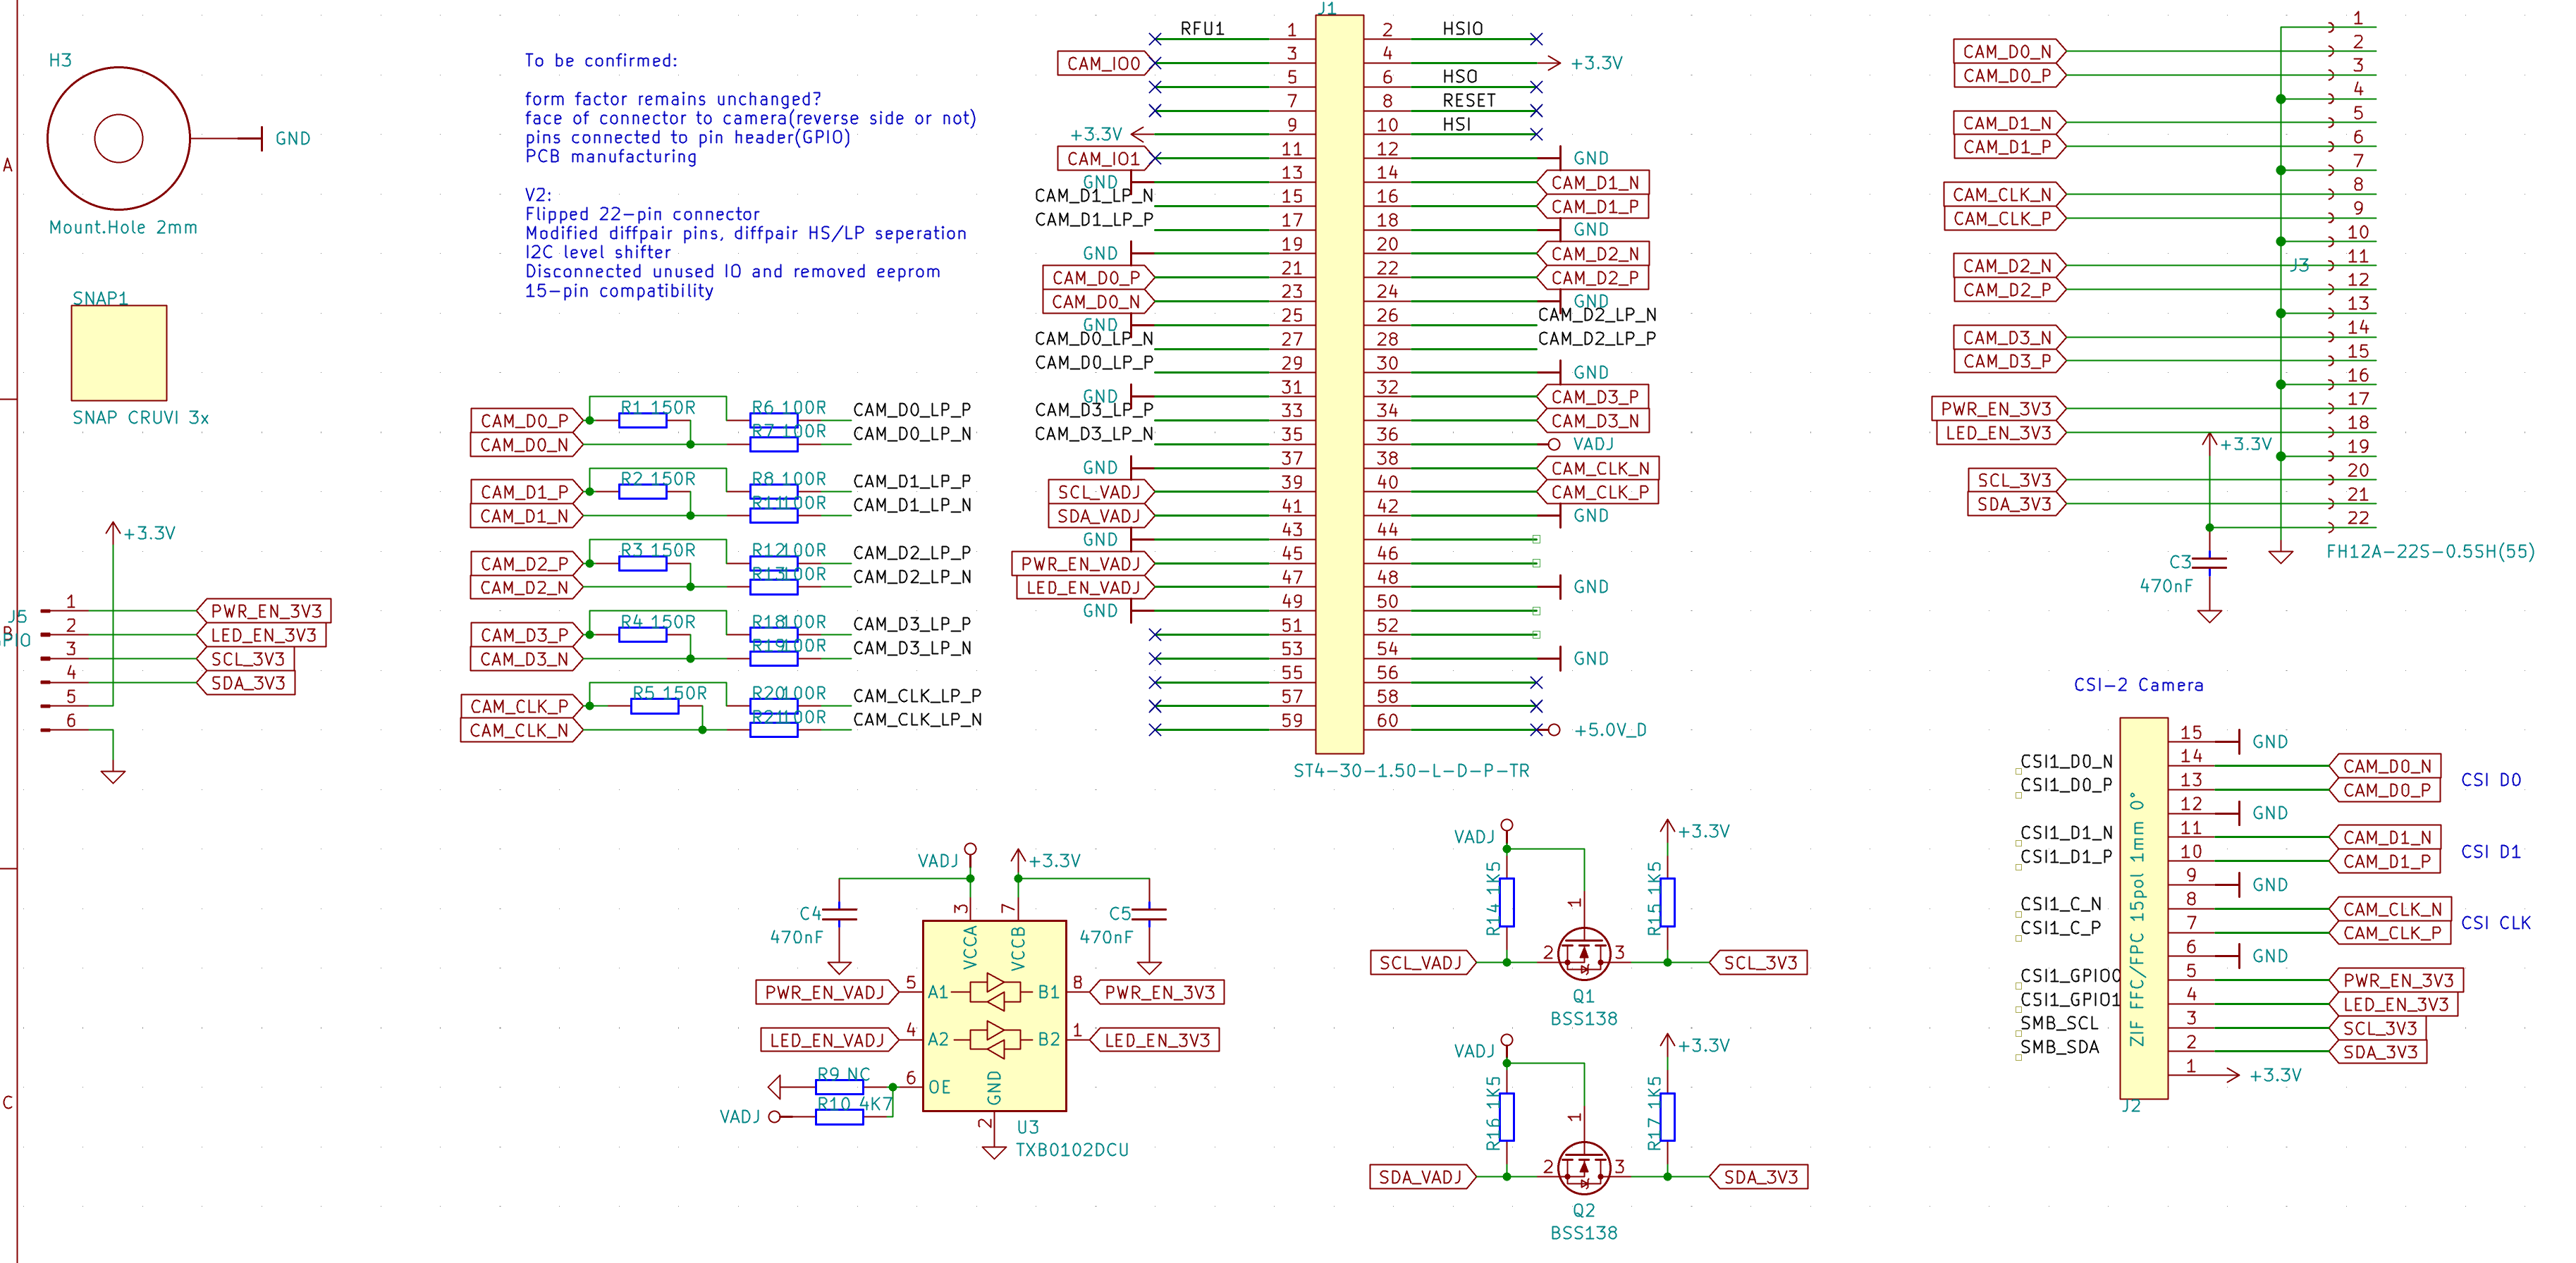 H3
GND
Mount.Hole 2mm
SNAP1
SNAP CRUVI 3x
A
B
C
To be confirmed:
form factor remains unchanged?
face of connector to camera(reverse side or not)
pins connected to pin header(GPIO)
PCB manufacturing
V2:
Flipped 22-pin connector
Modified diffpair pins, diffpair HS/LP seperation
I2C level shifter
Disconnected unused IO and removed eeprom
15-pin compatibility
+3.3V
J5
1 PWR_EN_3V3
2 LED_EN_3V3
3 SCL_3V3
4 SDA_3V3
5
6
CAM_D0_P R1 150R R6 100R CAM_D0_LP_P
CAM_D0_N R7 100R CAM_D0_LP_N
CAM_D1_P R2 150R R8 100R CAM_D1_LP_P
CAM_D1_N R11 100R CAM_D1_LP_N
CAM_D2_P R3 150R R12 100R CAM_D2_LP_P
CAM_D2_N R13 100R CAM_D2_LP_N
CAM_D3_P R4 150R R18 100R CAM_D3_LP_P
CAM_D3_N R19 100R CAM_D3_LP_N
CAM_CLK_P R5 150R R20 100R CAM_CLK_LP_P
CAM_CLK_N R21 100R CAM_CLK_LP_N
J1
RFU1 1 2 HSIO
CAM_IO0 3 4 +3.3V
5 6 HSO
7 8 RESET
+3.3V 9 10 HSI
CAM_IO1 11 12 GND
GND 13 14 CAM_D1_N
CAM_D1_LP_N 15 16 CAM_D1_P
CAM_D1_LP_P 17 18 GND
GND 19 20 CAM_D2_N
CAM_D0_P 21 22 CAM_D2_P
CAM_D0_N 23 24 GND
GND 25 26 CAM_D2_LP_N
CAM_D0_LP_N 27 28 CAM_D2_LP_P
CAM_D0_LP_P 29 30 GND
GND 31 32 CAM_D3_P
CAM_D3_LP_P 33 34 CAM_D3_N
CAM_D3_LP_N 35 36 VADJ
GND 37 38 CAM_CLK_N
SCL_VADJ 39 40 CAM_CLK_P
SDA_VADJ 41 42 GND
GND 43 44
PWR_EN_VADJ 45 46
LED_EN_VADJ 47 48 GND
GND 49 50
51 52
53 54 GND
55 56
57 58
59 60 +5.0V_D
ST4-30-1.50-L-D-P-TR
1
CAM_D0_N 2
CAM_D0_P 3
4
CAM_D1_N 5
CAM_D1_P 6
7
CAM_CLK_N 8
CAM_CLK_P 9
10
CAM_D2_N 11
J3
CAM_D2_P 12
13
CAM_D3_N 14
CAM_D3_P 15
16
PWR_EN_3V3 17
LED_EN_3V3 18
+3.3V
19
SCL_3V3 20
SDA_3V3 21
22
FH12A-22S-0.5SH(55)
C3
470nF
VADJ
+3.3V
C4
470nF
C5
470nF
3 VCCA
7 VCCB
PWR_EN_VADJ 5 A1 B1 8 PWR_EN_3V3
LED_EN_VADJ 4 A2 B2 1 LED_EN_3V3
R9 NC 6 OE
GND 2
VADJ R10 4K7
U3
TXB0102DCU
VADJ +3.3V
R14 1K5
R15 1K5
1
SCL_VADJ 2 3 SCL_3V3
Q1
BSS138
VADJ +3.3V
R16 1K5
R17 1K5
1
SDA_VADJ 2 3 SDA_3V3
Q2
BSS138
CSI-2 Camera
15 GND
CSI1_D0_N 14 CAM_D0_N
CSI D0
CSI1_D0_P 13 CAM_D0_P
12 GND
CSI1_D1_N 11 CAM_D1_N
CSI D1
CSI1_D1_P 10 CAM_D1_P
9 GND
CSI1_C_N 8 CAM_CLK_N
CSI CLK
CSI1_C_P 7 CAM_CLK_P
6 GND
CSI1_GPIO0 5 PWR_EN_3V3
CSI1_GPIO1 4 LED_EN_3V3
SMB_SCL 3 SCL_3V3
SMB_SDA 2 SDA_3V3
1 +3.3V
ZIF FFC/FPC 15pol 1mm 0°
J2